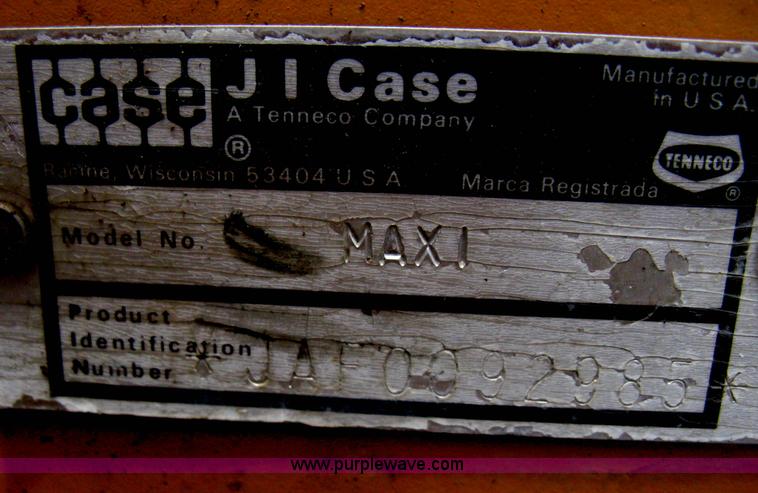 case
J I Case
A Tenneco Company
®
Racine, Wisconsin 53404 U S A
Manufactured
in U.S.A.
Marca Registrada
TENNECO
®
Model No. MAXI
Product
Identification
Number *JAF0092985*
www.purplewave.com